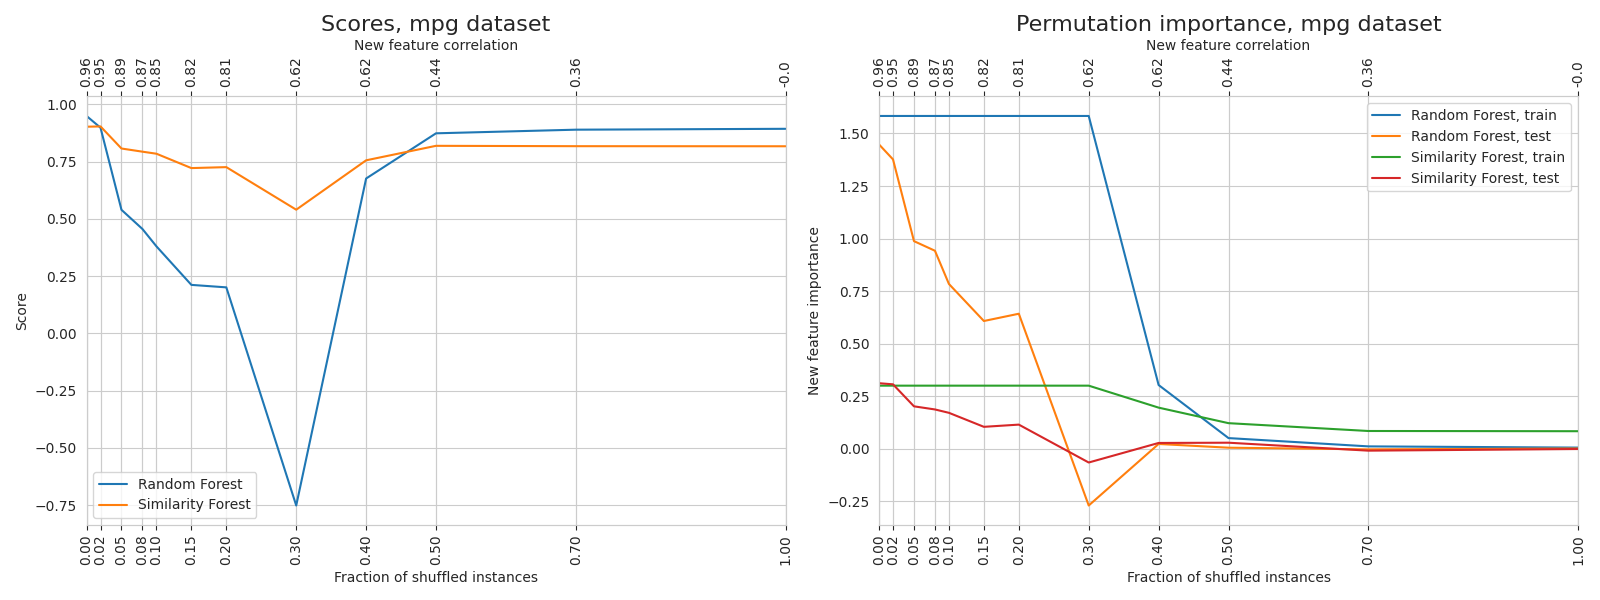 Scores, mpg dataset
New feature correlation
0.96 0.95 0.89 0.87 0.85 0.82 0.81 0.62 0.62 0.44 0.36 -0.0
1.00
0.75
0.50
0.25
0.00
−0.25
−0.50
−0.75
Score
Random Forest
Similarity Forest
0.00 0.02 0.05 0.08 0.10 0.15 0.20 0.30 0.40 0.50 0.70 1.00
Fraction of shuffled instances
Permutation importance, mpg dataset
New feature correlation
0.96 0.95 0.89 0.87 0.85 0.82 0.81 0.62 0.62 0.44 0.36 -0.0
1.50
1.25
1.00
0.75
0.50
0.25
0.00
−0.25
New feature importance
Random Forest, train
Random Forest, test
Similarity Forest, train
Similarity Forest, test
0.00 0.02 0.05 0.08 0.10 0.15 0.20 0.30 0.40 0.50 0.70 1.00
Fraction of shuffled instances